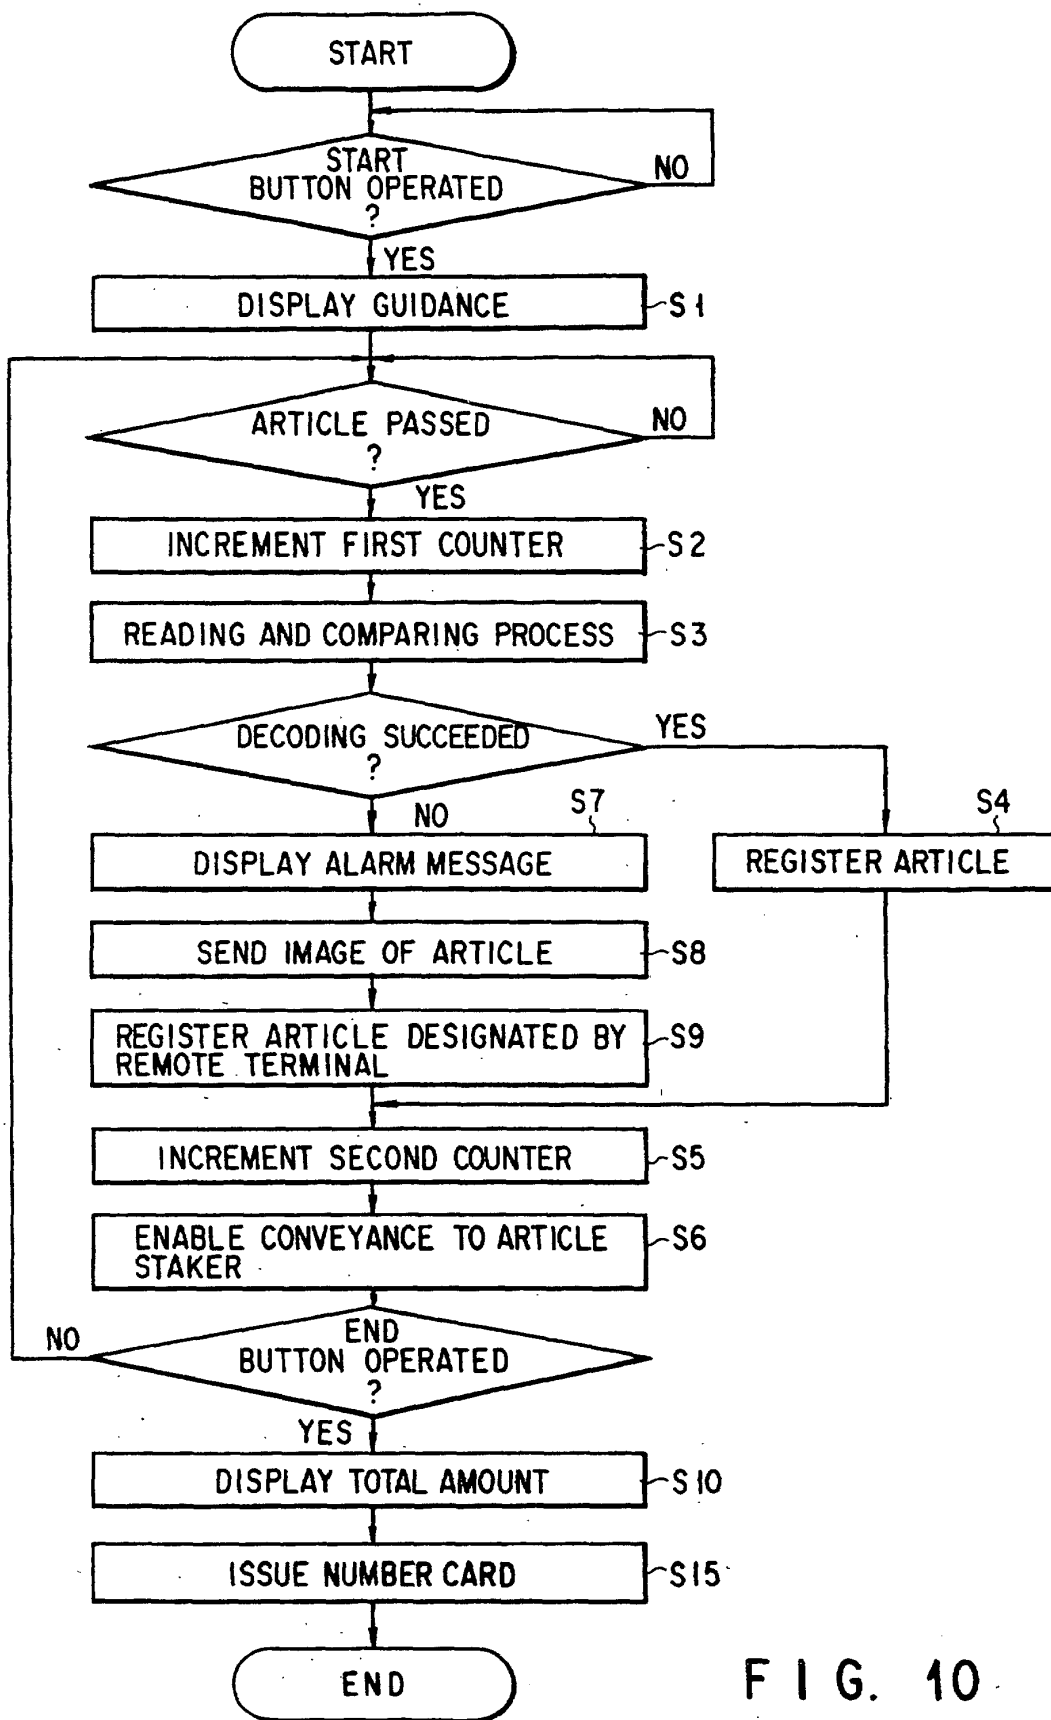 START
START
BUTTON OPERATED
?
NO
YES
DISPLAY GUIDANCE
S1
ARTICLE PASSED
?
NO
YES
INCREMENT FIRST COUNTER
S2
READING AND COMPARING PROCESS
S3
DECODING SUCCEEDED
?
YES
NO
S7
DISPLAY ALARM MESSAGE
S4
REGISTER ARTICLE
SEND IMAGE OF ARTICLE
S8
REGISTER ARTICLE DESIGNATED BY
REMOTE TERMINAL
S9
INCREMENT SECOND COUNTER
S5
ENABLE CONVEYANCE TO ARTICLE
STAKER
S6
END
BUTTON OPERATED
?
NO
YES
DISPLAY TOTAL AMOUNT
S10
ISSUE NUMBER CARD
S15
END
FIG. 10